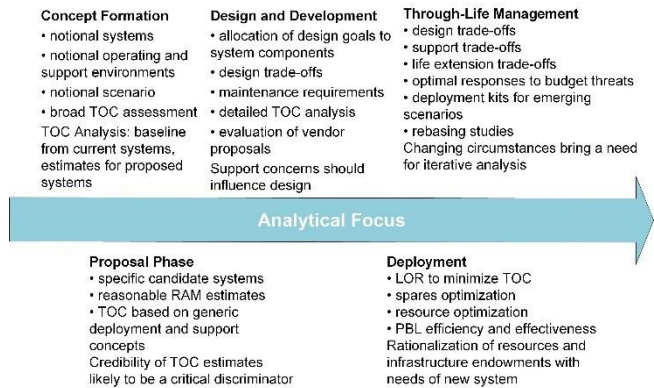 Concept Formation
• notional systems
• notional operating and
support environments
• notional scenario
• broad TOC assessment
TOC Analysis: baseline
from current systems,
estimates for proposed
systems
Design and Development
• allocation of design goals to
system components
• design trade-offs
• maintenance requirements
• detailed TOC analysis
• evaluation of vendor
proposals
Support concerns should
influence design
Through-Life Management
• design trade-offs
• support trade-offs
• life extension trade-offs
• optimal responses to budget threats
• deployment kits for emerging
scenarios
• rebasing studies
Changing circumstances bring a need
for iterative analysis
Analytical Focus
Proposal Phase
• specific candidate systems
• reasonable RAM estimates
• TOC based on generic
deployment and support
concepts
Credibility of TOC estimates
likely to be a critical discriminator
Deployment
• LOR to minimize TOC
• spares optimization
• resource optimization
• PBL efficiency and effectiveness
Rationalization of resources and
infrastructure endowments with
needs of new system